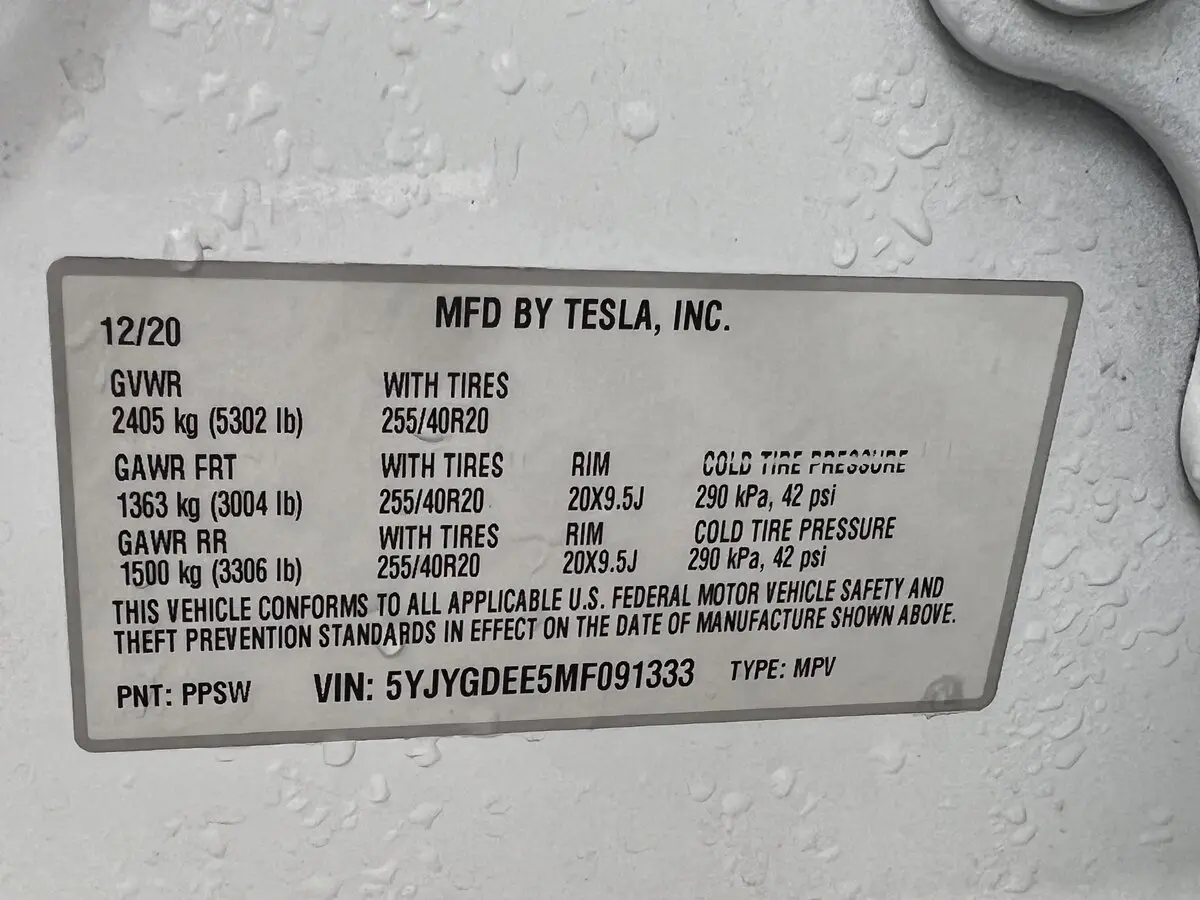 MFD BY TESLA, INC.
12/20
GVWR WITH TIRES
2405 kg (5302 lb) 255/40R20
GAWR FRT WITH TIRES RIM COLD TIRE PRESSURE
1363 kg (3004 lb) 255/40R20 20X9.5J 290 kPa, 42 psi
GAWR RR WITH TIRES RIM COLD TIRE PRESSURE
1500 kg (3306 lb) 255/40R20 20X9.5J 290 kPa, 42 psi
THIS VEHICLE CONFORMS TO ALL APPLICABLE U.S. FEDERAL MOTOR VEHICLE SAFETY AND
THEFT PREVENTION STANDARDS IN EFFECT ON THE DATE OF MANUFACTURE SHOWN ABOVE.
PNT: PPSW VIN: 5YJYGDEE5MF091333 TYPE: MPV